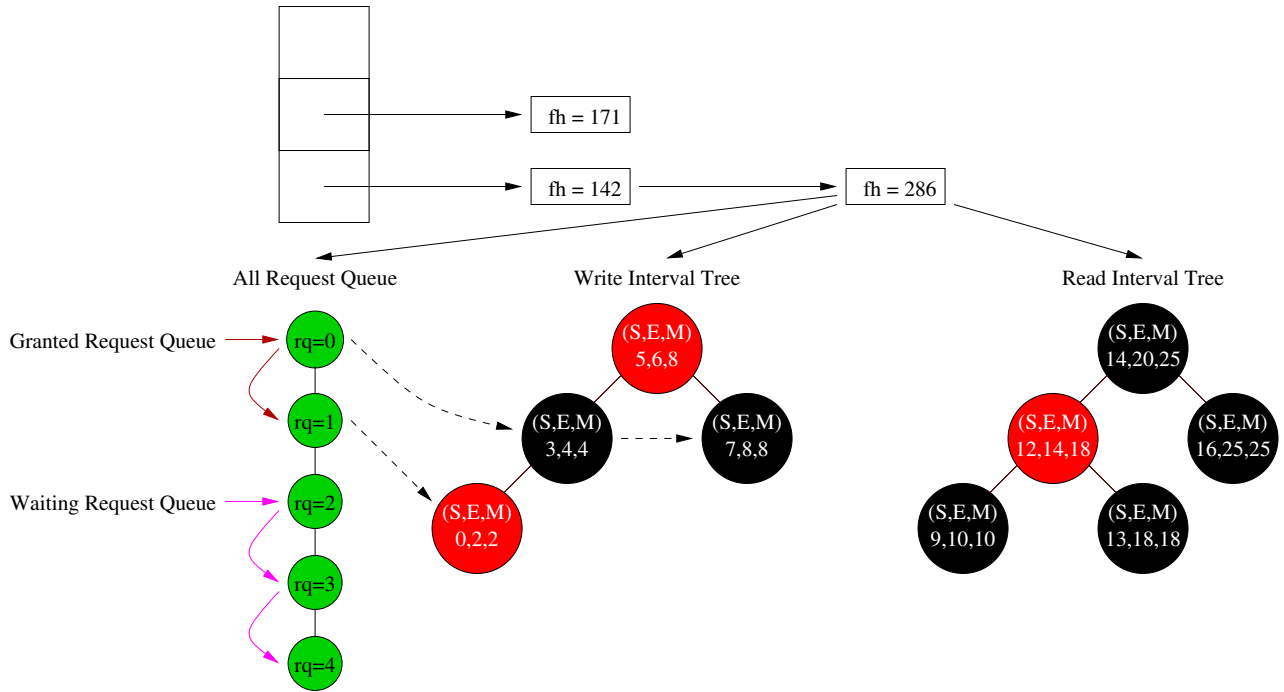 fh = 171
fh = 142
fh = 286
All Request Queue
Write Interval Tree
Read Interval Tree
Granted Request Queue
rq=0
(S,E,M)
5,6,8
(S,E,M)
14,20,25
rq=1
(S,E,M)
3,4,4
(S,E,M)
7,8,8
(S,E,M)
12,14,18
(S,E,M)
16,25,25
Waiting Request Queue
rq=2
(S,E,M)
0,2,2
(S,E,M)
9,10,10
(S,E,M)
13,18,18
rq=3
rq=4